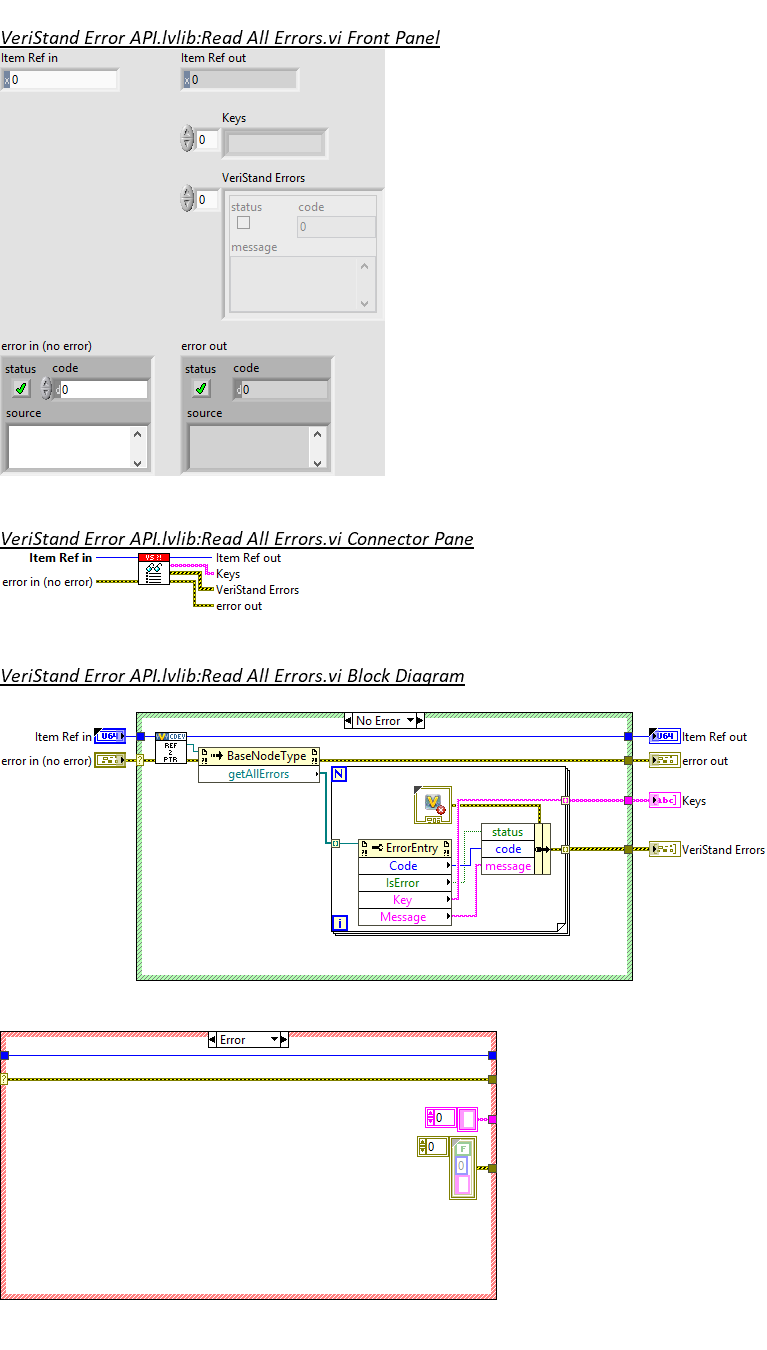 VeriStand Error API.lvlib:Read All Errors.vi Front Panel
Item Ref in
Item Ref out
x 0
x 0
Keys
0
VeriStand Errors
0
status
code
0
message
error in (no error)
error out
status
code
status
code
d 0
d 0
source
source
VeriStand Error API.lvlib:Read All Errors.vi Connector Pane
Item Ref in
VS ?!
Item Ref out
Keys
error in (no error)
VeriStand Errors
error out
VeriStand Error API.lvlib:Read All Errors.vi Block Diagram
No Error
Item Ref in
U64
CDEV
REF
2
PTR
U64
Item Ref out
error in (no error)
?
BaseNodeType
error out
getAllErrors
N
abc
Keys
status
ErrorEntry
code
VeriStand Errors
Code
message
IsError
Key
Message
i
Error
?
0
0
F
0